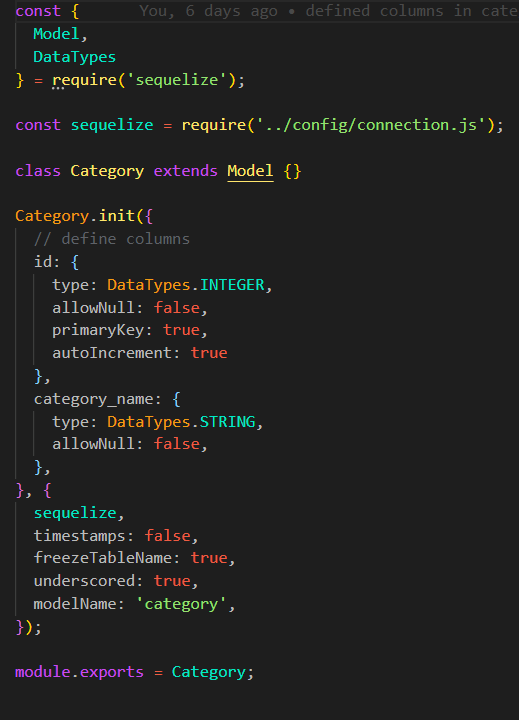 const {        You, 6 days ago • defined columns in cate
  Model,
  DataTypes
} = require('sequelize');

const sequelize = require('../config/connection.js');

class Category extends Model {}

Category.init({
  // define columns
  id: {
    type: DataTypes.INTEGER,
    allowNull: false,
    primaryKey: true,
    autoIncrement: true
  },
  category_name: {
    type: DataTypes.STRING,
    allowNull: false,
  },
}, {
  sequelize,
  timestamps: false,
  freezeTableName: true,
  underscored: true,
  modelName: 'category',
});

module.exports = Category;